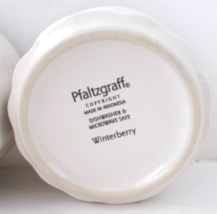 Pfaltzgraff®
COPYRIGHT
MADE IN INDONESIA
DISHWASHER &
MICROWAVE SAFE
Winterberry